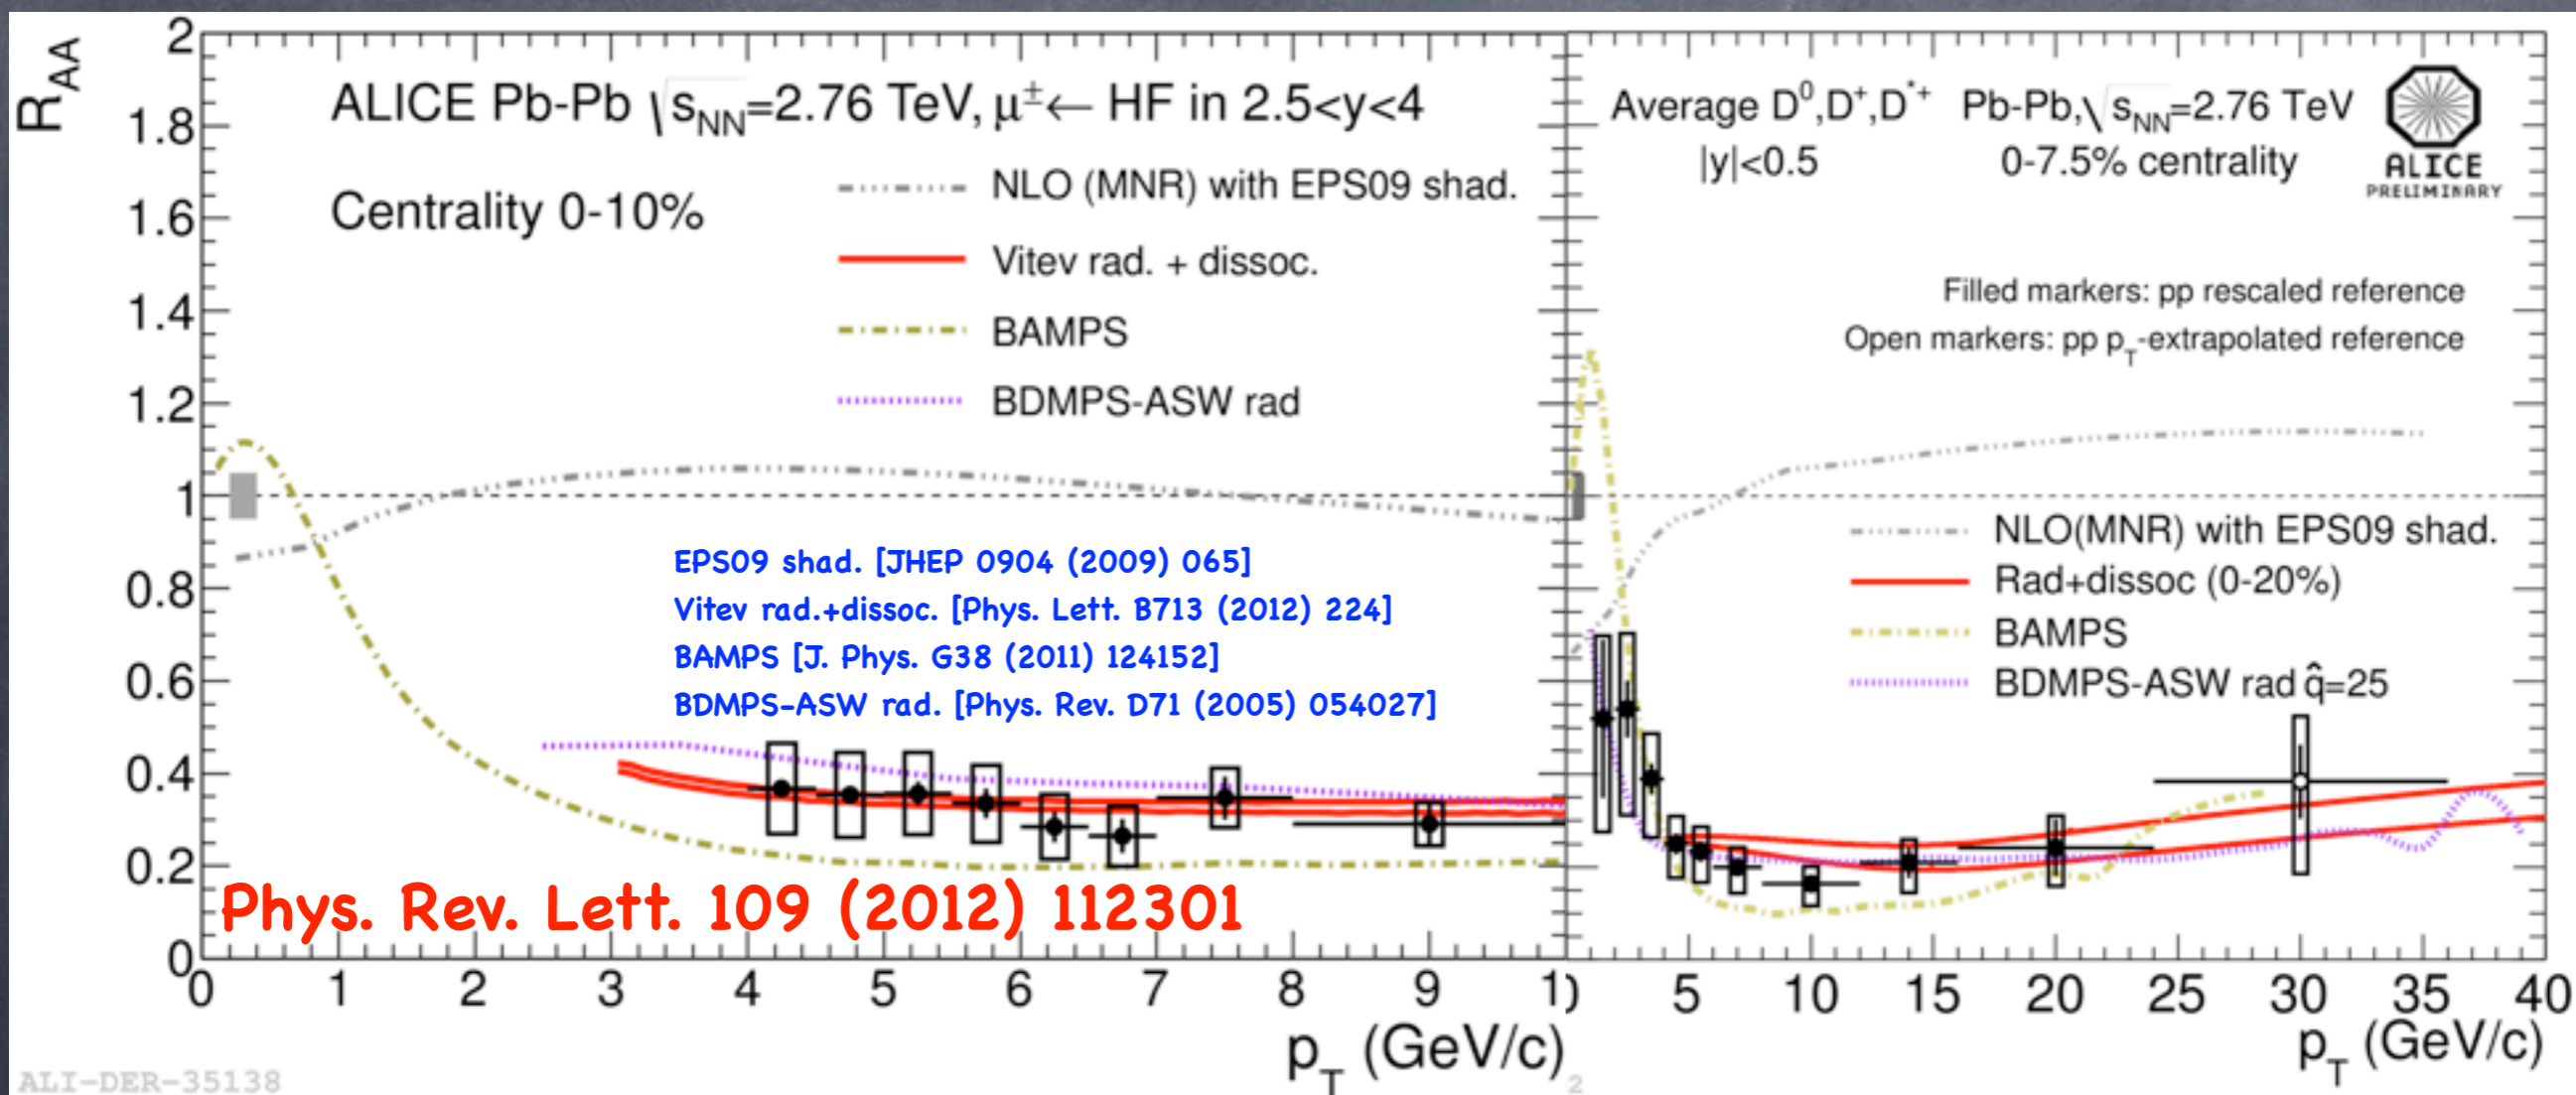 R_AA
2
1.8
1.6
1.4
1.2
1
0.8
0.6
0.4
0.2
0
ALICE Pb-Pb √s_NN=2.76 TeV, μ^±← HF in 2.5<y<4
Centrality 0-10%
NLO (MNR) with EPS09 shad.
Vitev rad. + dissoc.
BAMPS
BDMPS-ASW rad
EPS09 shad. [JHEP 0904 (2009) 065]
Vitev rad.+dissoc. [Phys. Lett. B713 (2012) 224]
BAMPS [J. Phys. G38 (2011) 124152]
BDMPS-ASW rad. [Phys. Rev. D71 (2005) 054027]
Phys. Rev. Lett. 109 (2012) 112301
0 1 2 3 4 5 6 7 8 9
p_T (GeV/c)
ALI-DER-35138
Average D^0,D^+,D^*+ Pb-Pb,√s_NN=2.76 TeV
|y|<0.5 0-7.5% centrality
ALICE
PRELIMINARY
Filled markers: pp rescaled reference
Open markers: pp p_T-extrapolated reference
NLO(MNR) with EPS09 shad.
Rad+dissoc (0-20%)
BAMPS
BDMPS-ASW rad q̂=25
5 10 15 20 25 30 35 40
p_T (GeV/c)
2